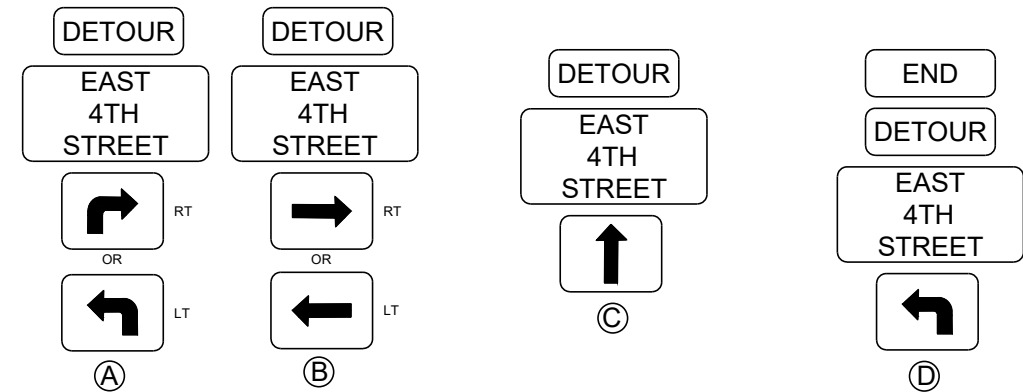 DETOUR
EAST
4TH
STREET
RT
OR
LT
A
DETOUR
EAST
4TH
STREET
RT
OR
LT
B
DETOUR
EAST
4TH
STREET
C
END
DETOUR
EAST
4TH
STREET
D